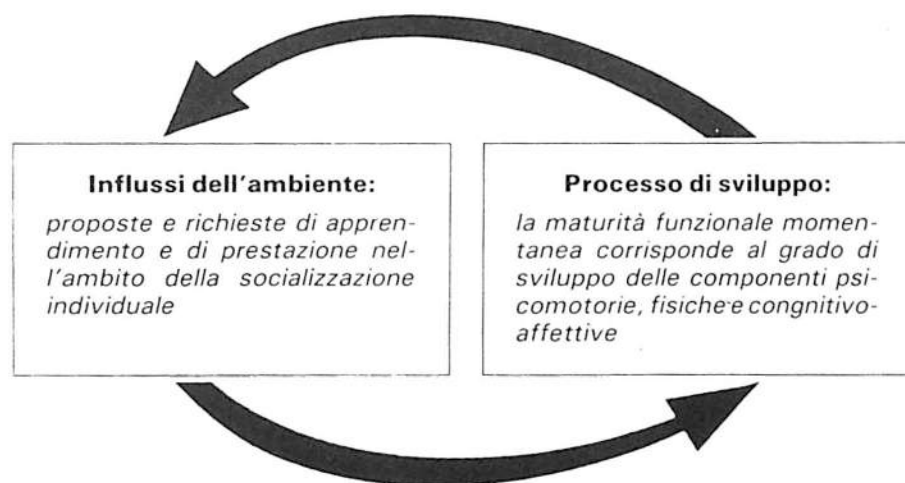 Influssi dell'ambiente:
proposte e richieste di appren-
dimento e di prestazione nel-
l'ambito della socializzazione
individuale
Processo di sviluppo:
la maturità funzionale momen-
tanea corrisponde al grado di
sviluppo delle componenti psi-
comotorie, fisiche e congnitivo-
affettive